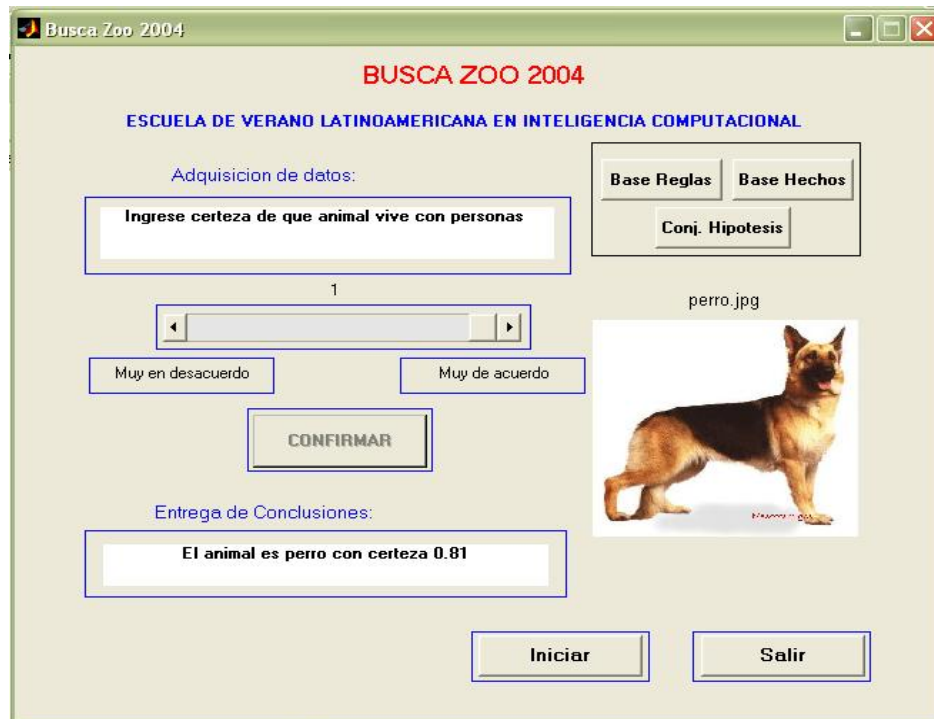 Busca Zoo 2004
BUSCA ZOO 2004
ESCUELA DE VERANO LATINOAMERICANA EN INTELIGENCIA COMPUTACIONAL
Adquisicion de datos:
Ingrese certeza de que animal vive con personas
1
Muy en desacuerdo
Muy de acuerdo
CONFIRMAR
Entrega de Conclusiones:
El animal es perro con certeza 0.81
Base Reglas
Base Hechos
Conj. Hipotesis
perro.jpg
Iniciar
Salir